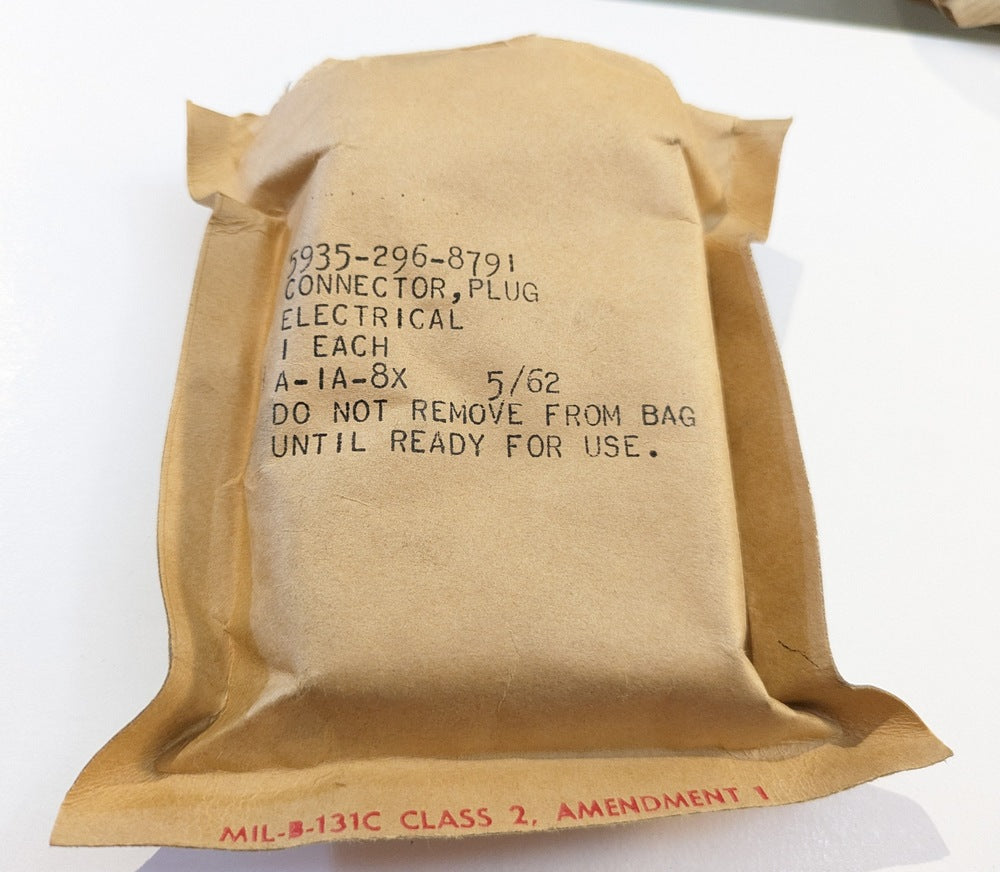 5935-296-8791
CONNECTOR, PLUG
ELECTRICAL
1 EACH
A-1A-8X 5/62
DO NOT REMOVE FROM BAG
UNTIL READY FOR USE.
MIL-B-131C CLASS 2, AMENDMENT 1